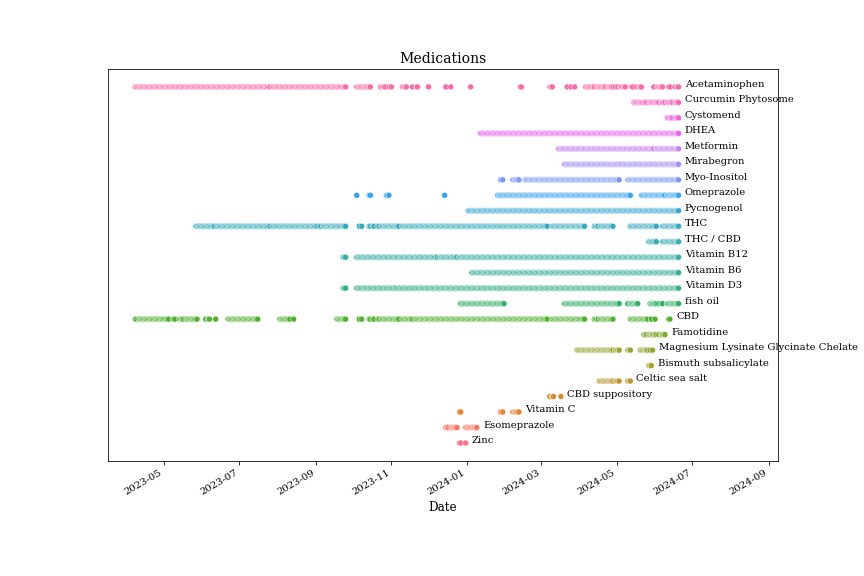 Medications
Acetaminophen
Curcumin Phytosome
Cystomend
DHEA
Metformin
Mirabegron
Myo-Inositol
Omeprazole
Pycnogenol
THC
THC / CBD
Vitamin B12
Vitamin B6
Vitamin D3
fish oil
CBD
Famotidine
Magnesium Lysinate Glycinate Chelate
Bismuth subsalicylate
Celtic sea salt
CBD suppository
Vitamin C
Esomeprazole
Zinc
2023-05 2023-07 2023-09 2023-11 2024-01 2024-03 2024-05 2024-07 2024-09
Date